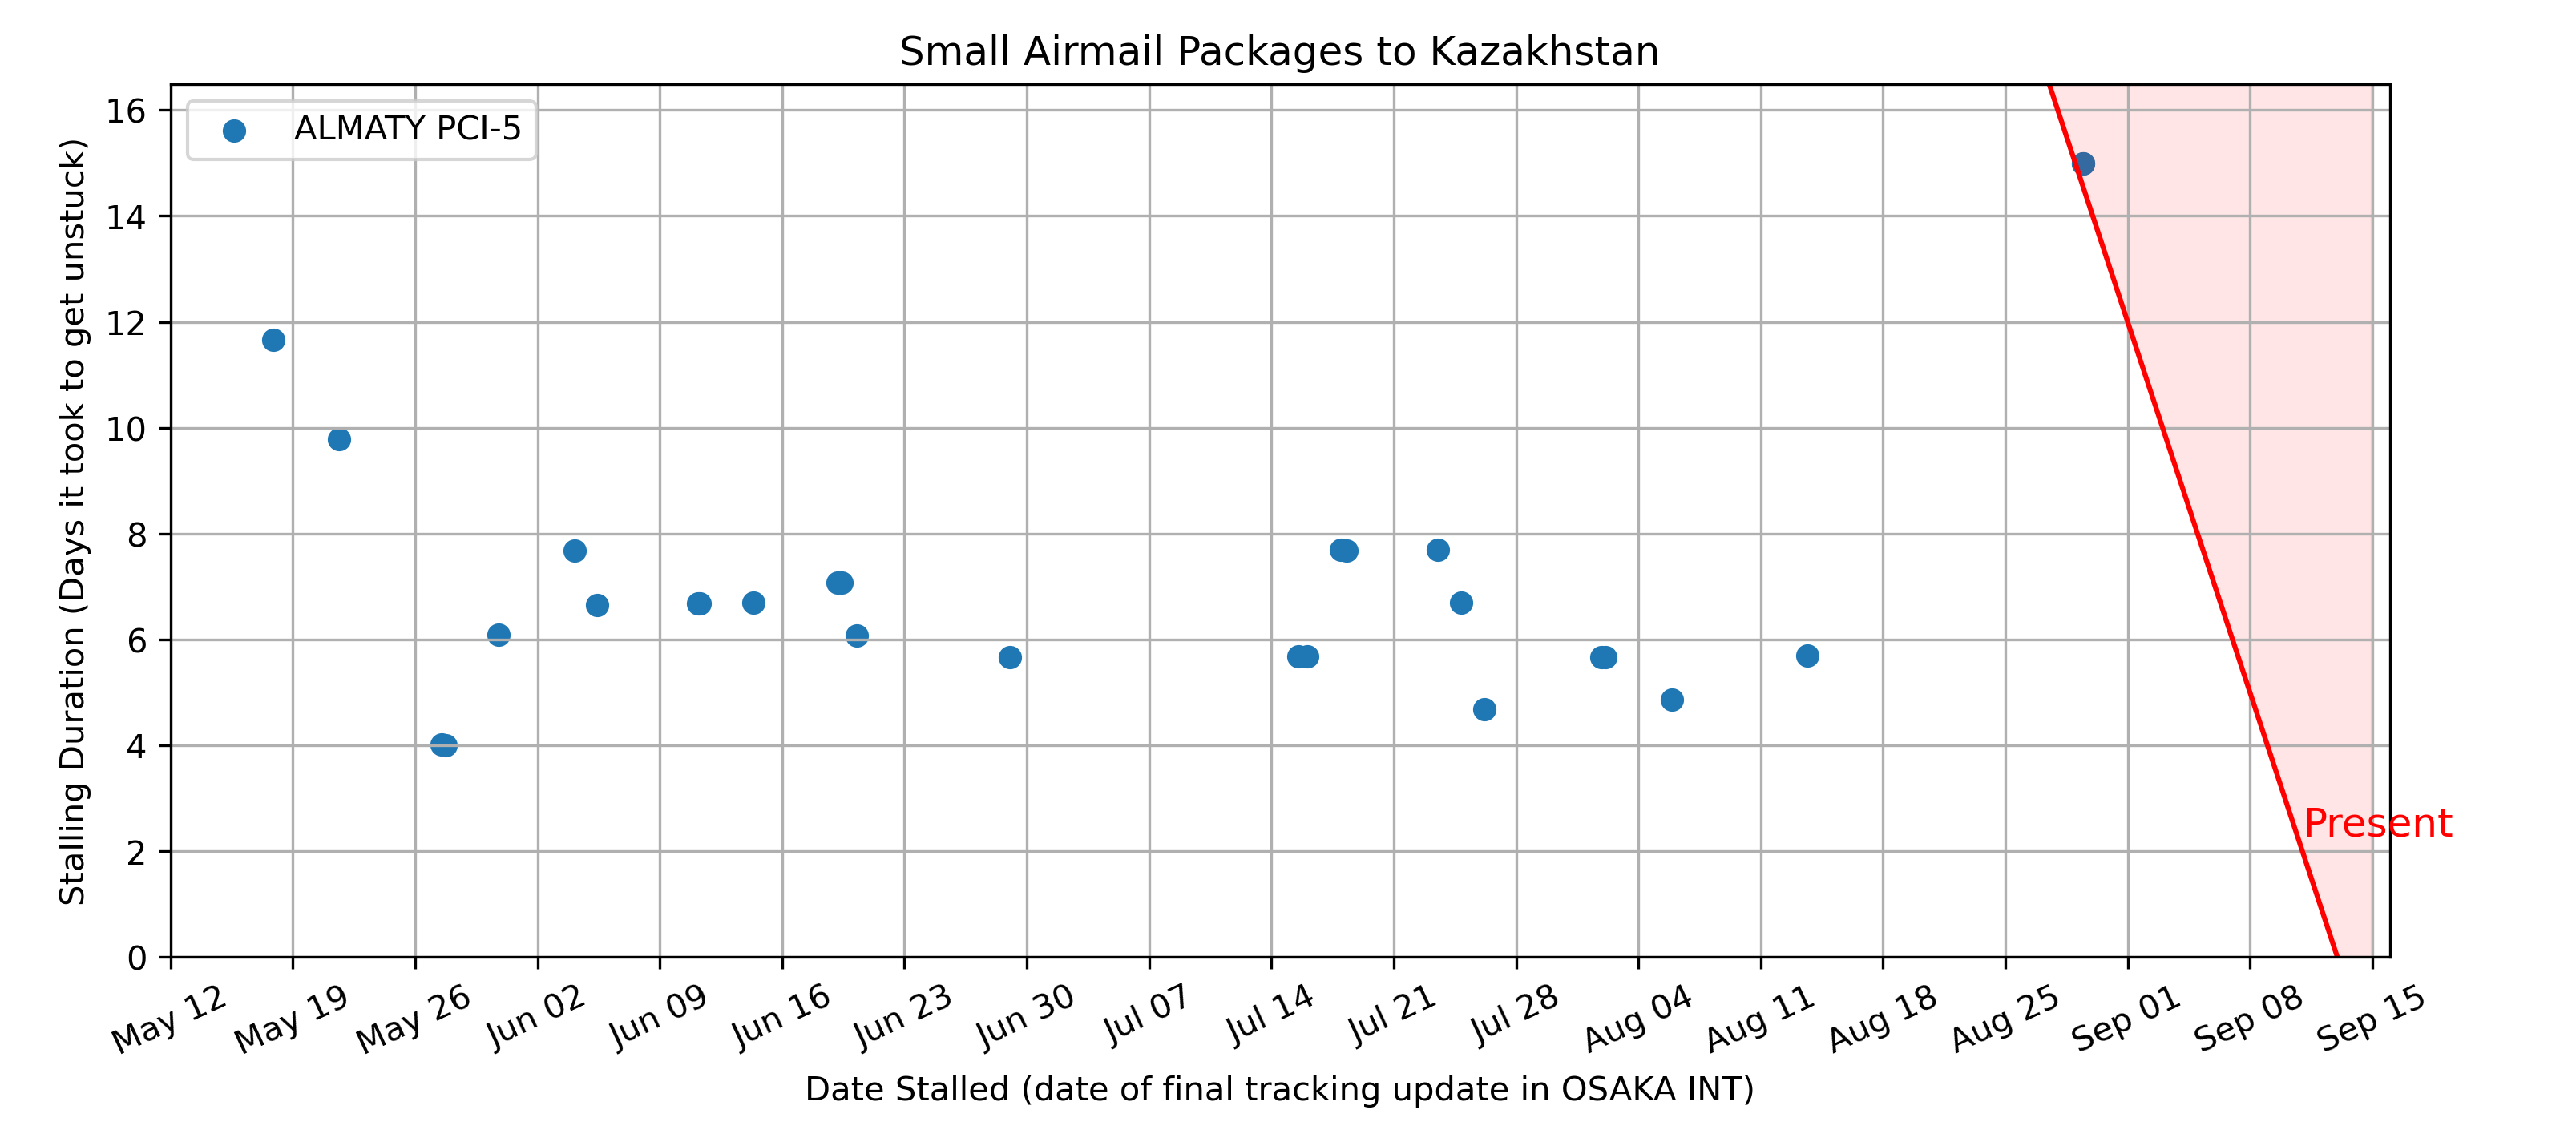 Small Airmail Packages to Kazakhstan
ALMATY PCI-5
Stalling Duration (Days it took to get unstuck)
16
14
12
10
8
6
4
2
0
Present
May 12
May 19
May 26
Jun 02
Jun 09
Jun 16
Jun 23
Jun 30
Jul 07
Jul 14
Jul 21
Jul 28
Aug 04
Aug 11
Aug 18
Aug 25
Sep 01
Sep 08
Sep 15
Date Stalled (date of final tracking update in OSAKA INT)